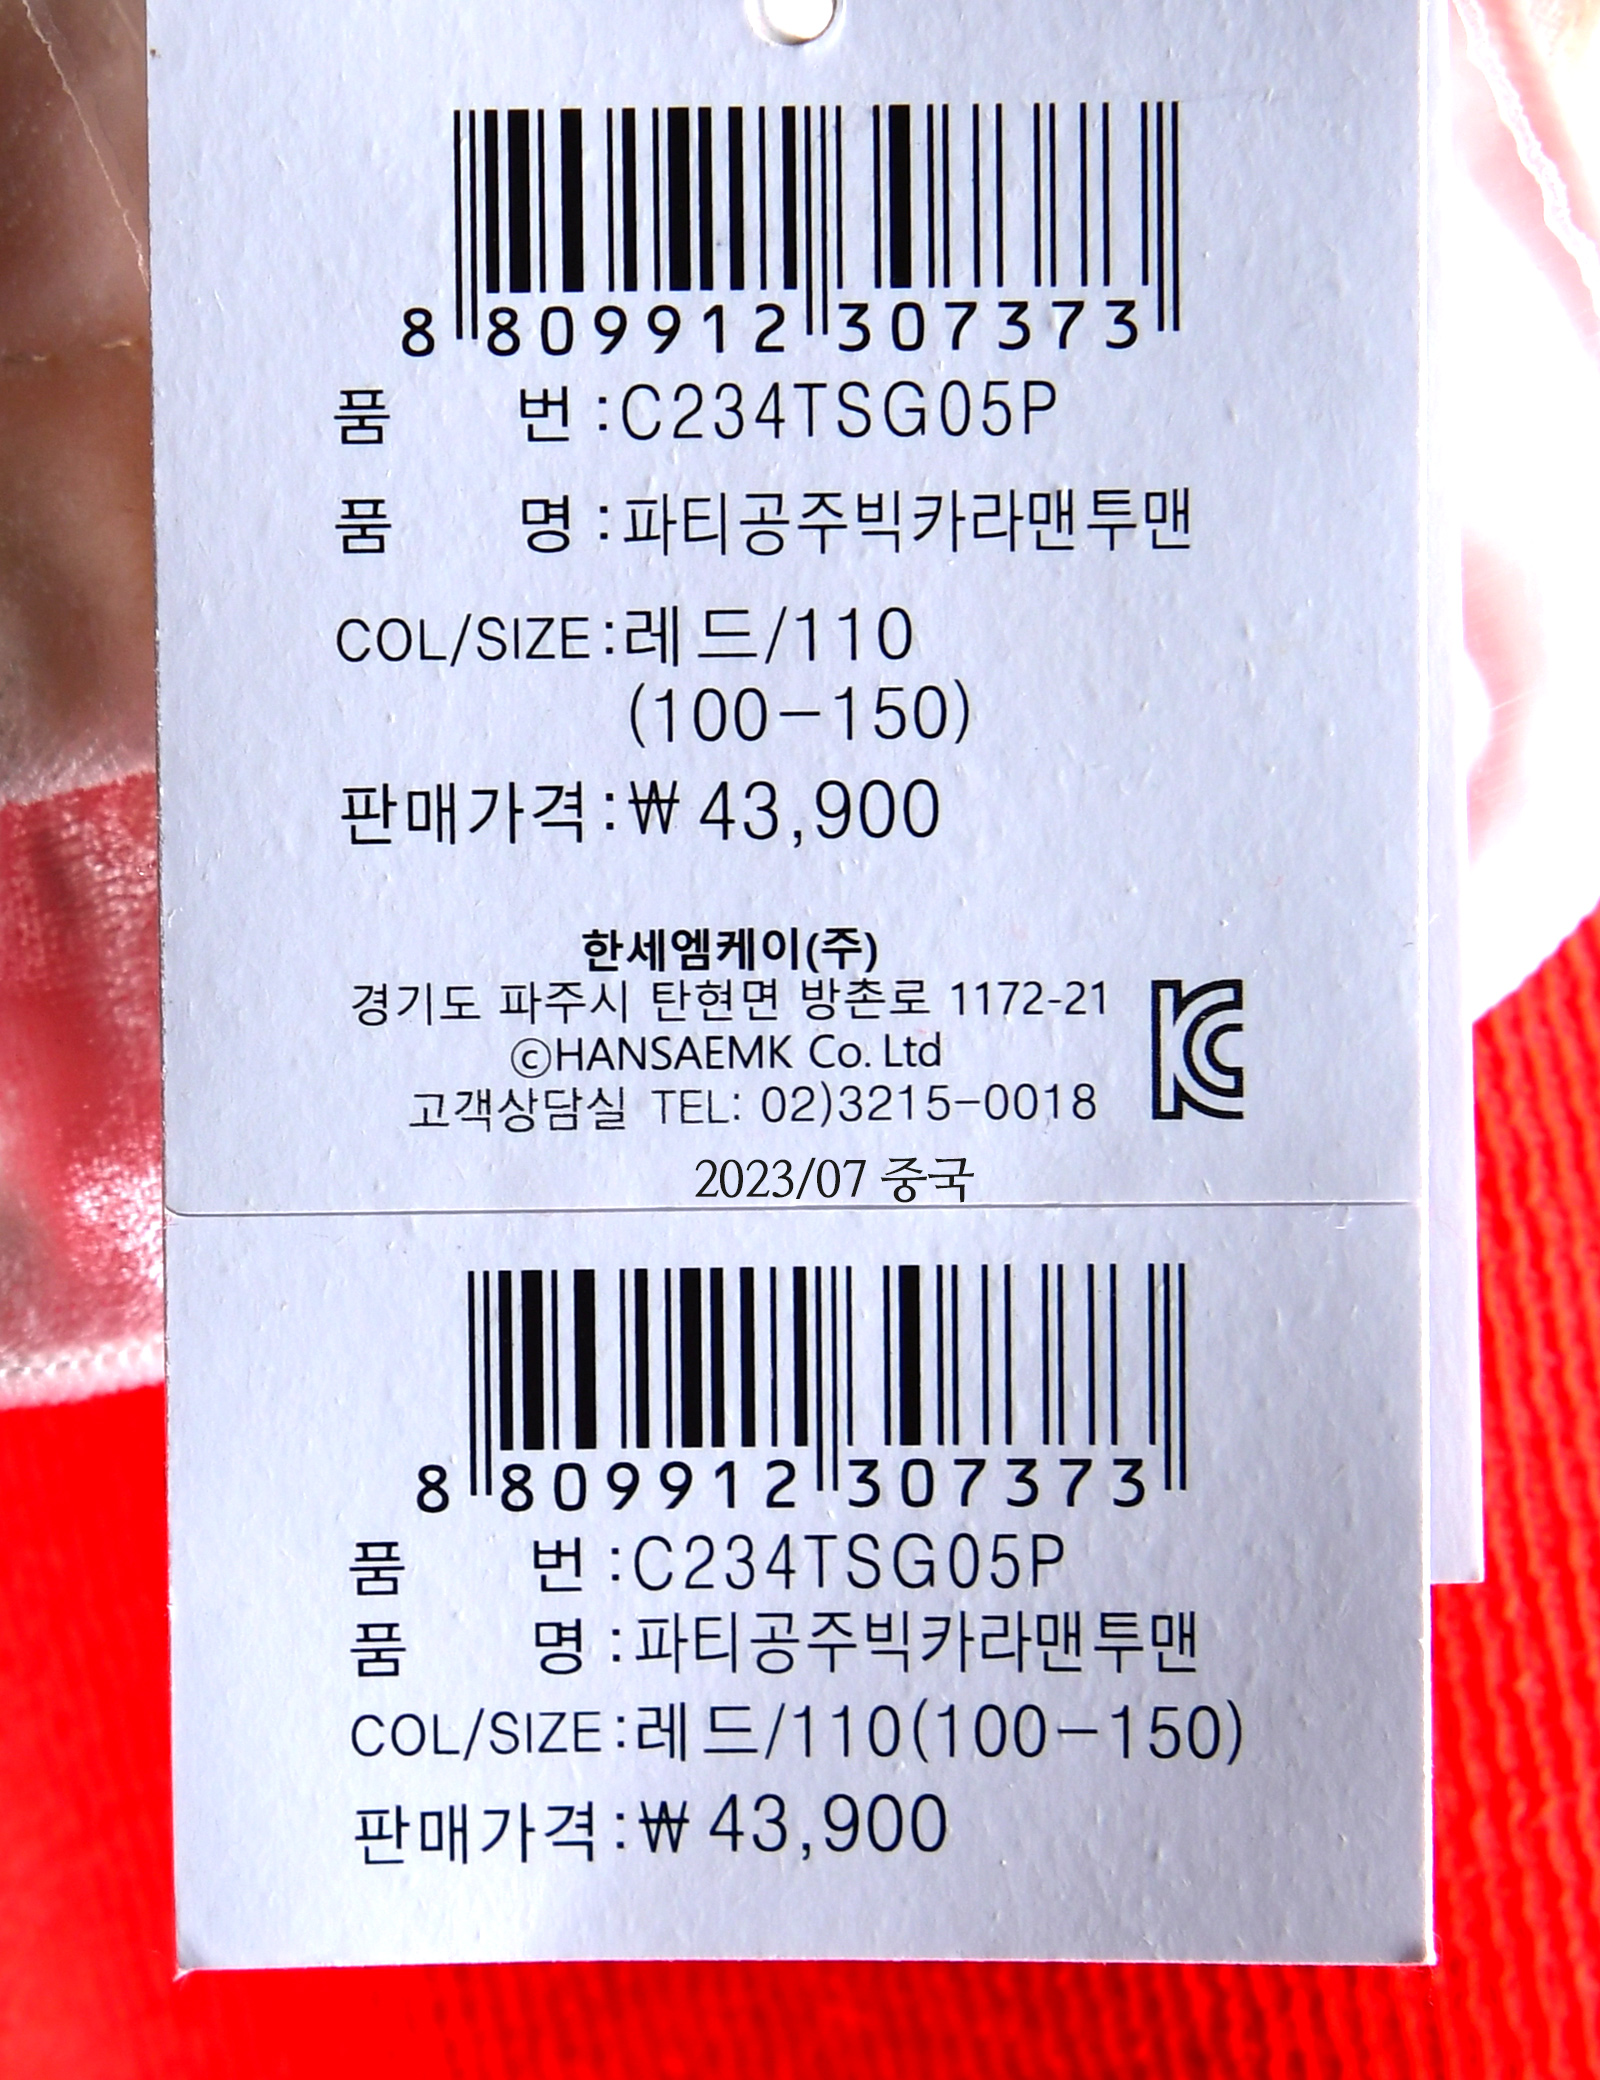 8 809912 307373
품 번 :C234TSG05P
품 명 :파티공주빅카라맨투맨
COL/SIZE:레드/110
(100-150)
판매가격:₩ 43,900
한세엠케이(주)
경기도 파주시 탄현면 방촌로 1172-21
©HANSAEMK Co. Ltd
고객상담실 TEL: 02)3215-0018
2023/07 중국
8 809912 307373
품 번 :C234TSG05P
품 명 :파티공주빅카라맨투맨
COL/SIZE:레드/110(100-150)
판매가격:₩ 43,900